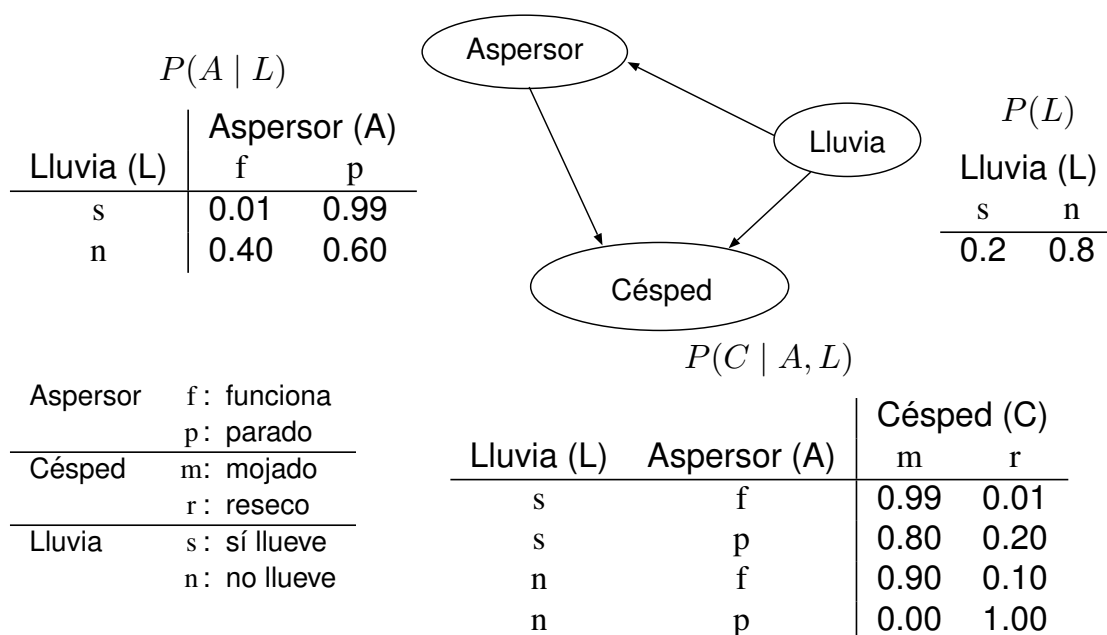 P(A | L)
Aspersor (A)
Lluvia (L) f p
s 0.01 0.99
n 0.40 0.60
Aspersor
Lluvia
Césped
P(L)
Lluvia (L)
s n
0.2 0.8
Aspersor f : funciona
p : parado
Césped m: mojado
r : reseco
Lluvia s : sí llueve
n : no llueve
P(C | A, L)
Césped (C)
Lluvia (L) Aspersor (A) m r
s f 0.99 0.01
s p 0.80 0.20
n f 0.90 0.10
n p 0.00 1.00